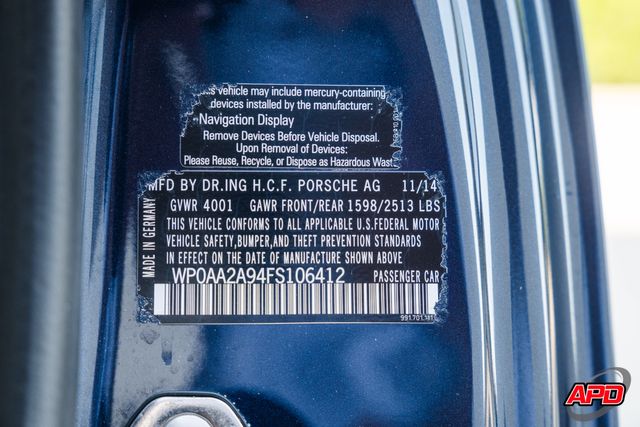 his vehicle may include mercury-containing
devices installed by the manufacturer:
Navigation Display
Remove Devices Before Vehicle Disposal.
Upon Removal of Devices:
Please Reuse, Recycle, or Dispose as Hazardous Wast
MFD BY DR.ING H.C.F. PORSCHE AG 11/14
GVWR 4001 GAWR FRONT/REAR 1598/2513 LBS
THIS VEHICLE CONFORMS TO ALL APPLICABLE U.S.FEDERAL MOTOR
VEHICLE SAFETY,BUMPER,AND THEFT PREVENTION STANDARDS
IN EFFECT ON THE DATE OF MANUFACTURE SHOWN ABOVE
WP0AA2A94FS106412 PASSENGER CAR
MADE IN GERMANY
APD